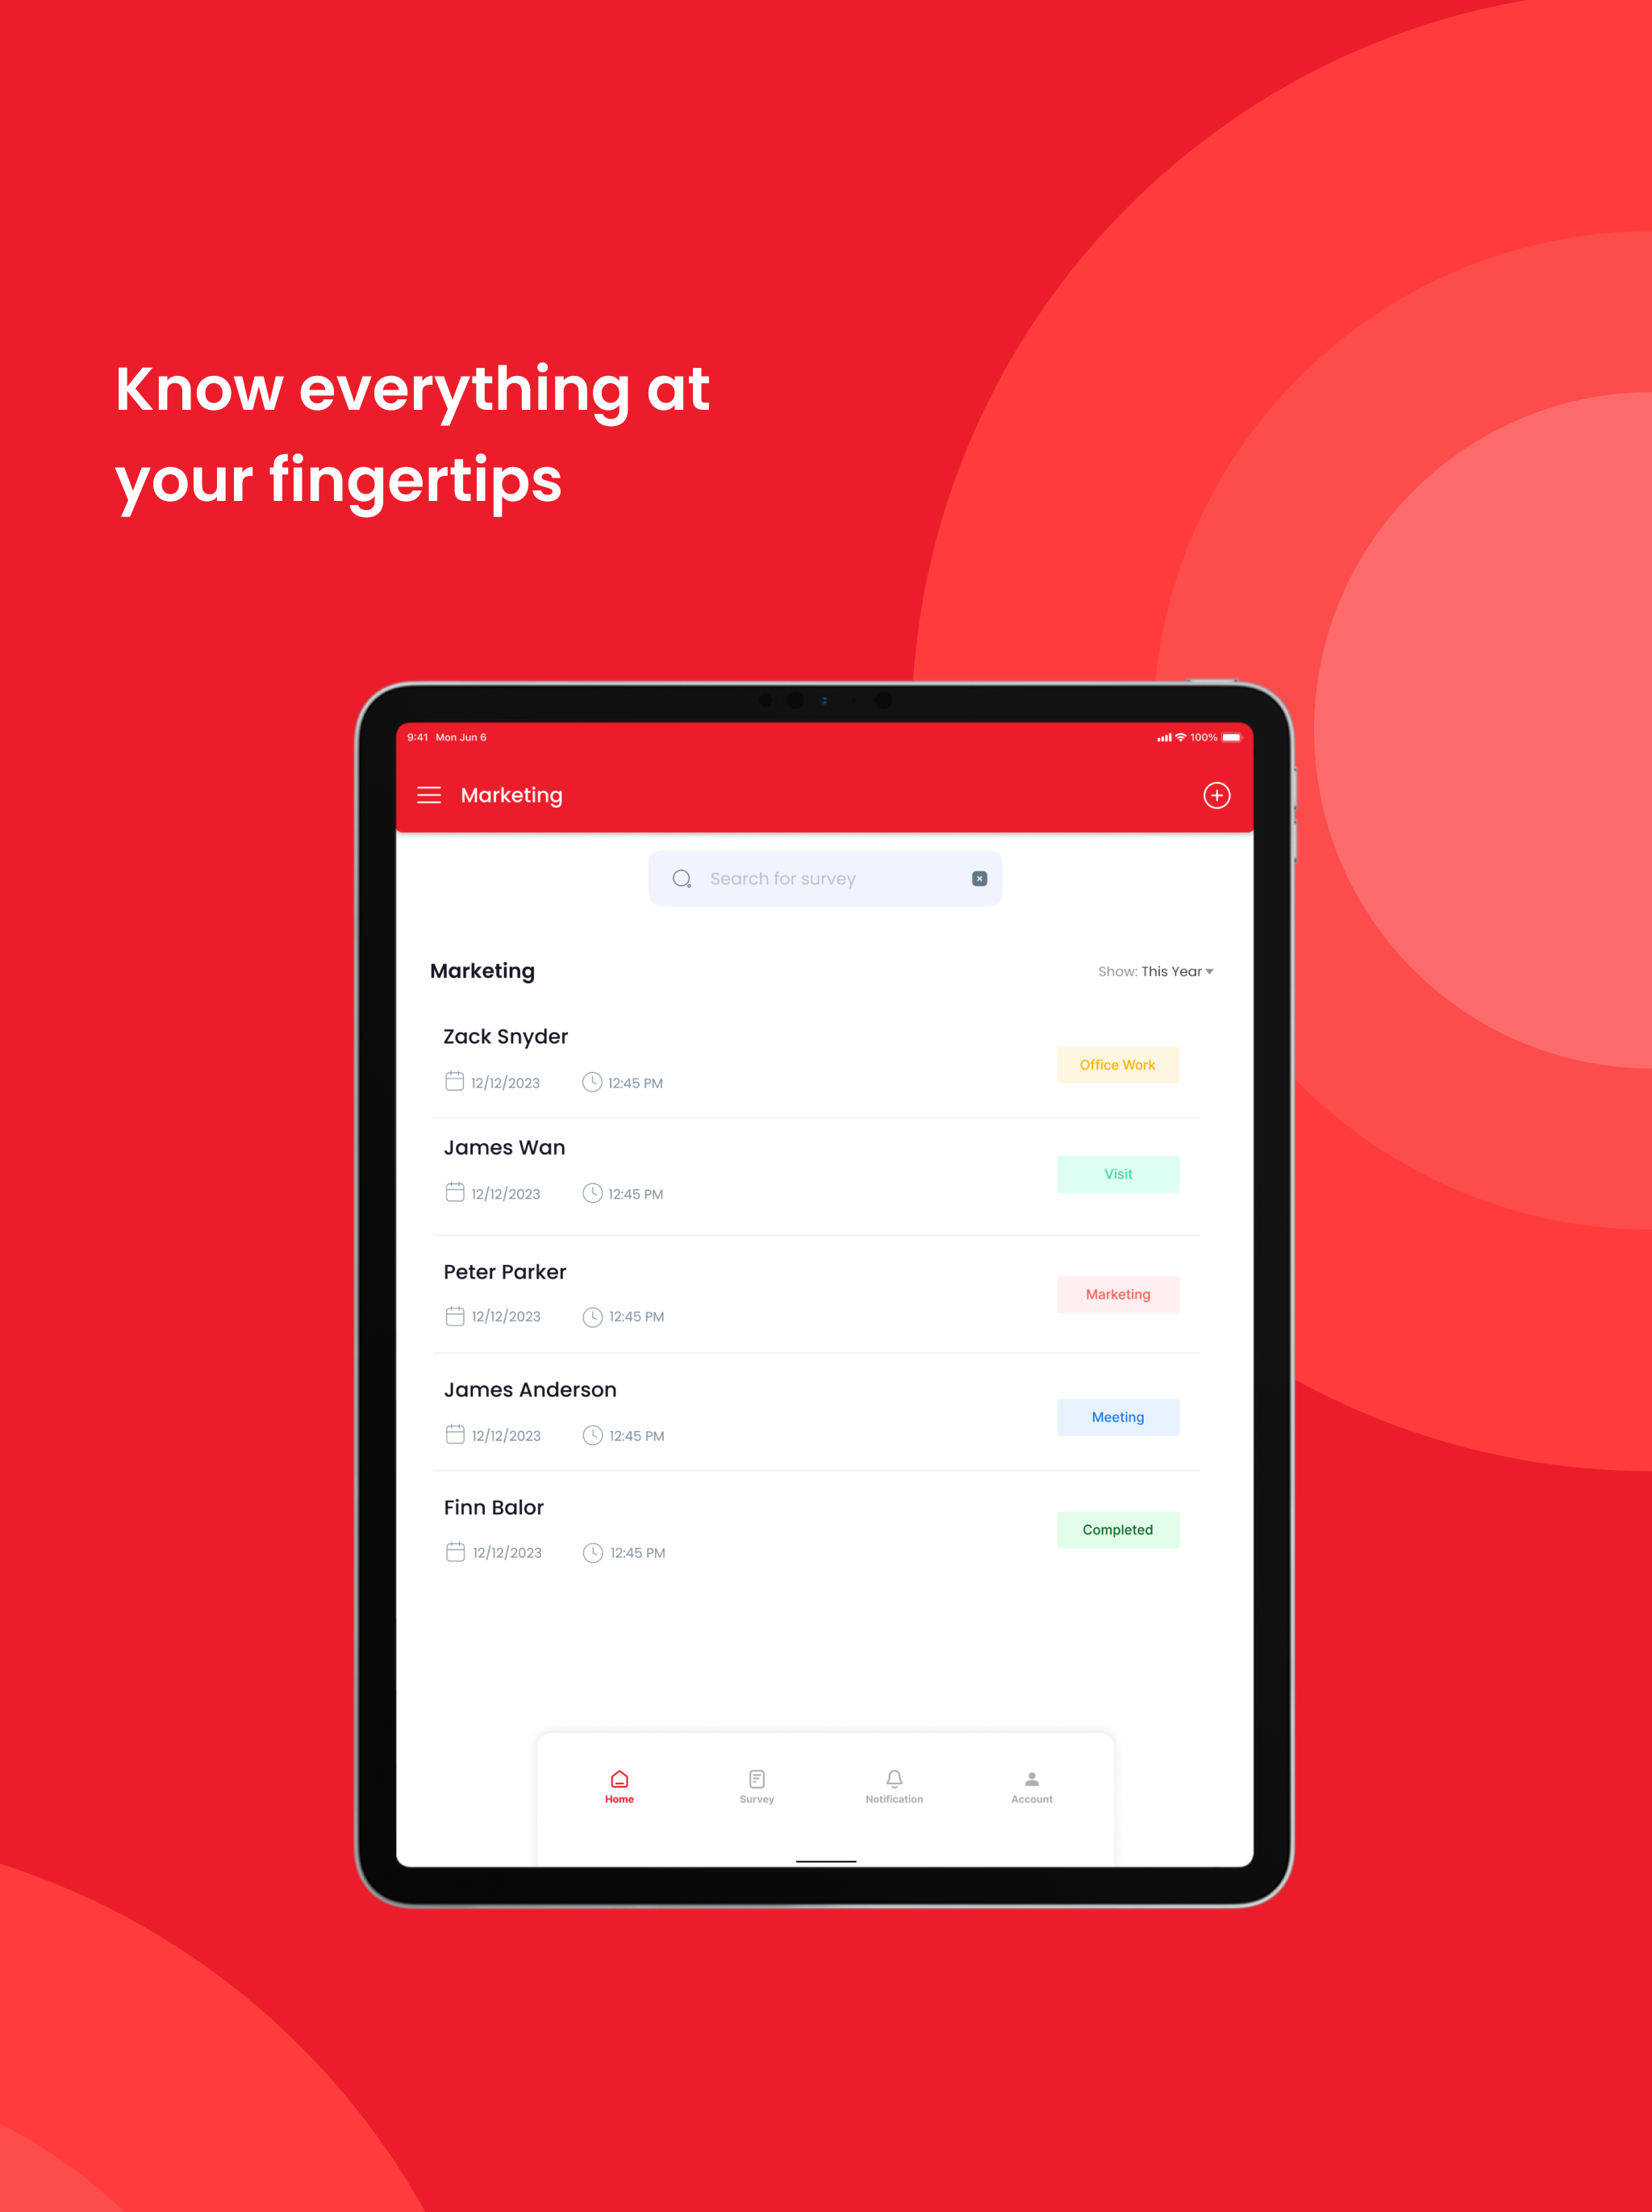 Know everything at
your fingertips
9:41 Mon Jun 6 100%
Marketing
Search for survey
Marketing Show: This Year
Zack Snyder
12/12/2023 12:45 PM Office Work
James Wan
12/12/2023 12:45 PM Visit
Peter Parker
12/12/2023 12:45 PM Marketing
James Anderson
12/12/2023 12:45 PM Meeting
Finn Balor
12/12/2023 12:45 PM Completed
Home Survey Notification Account